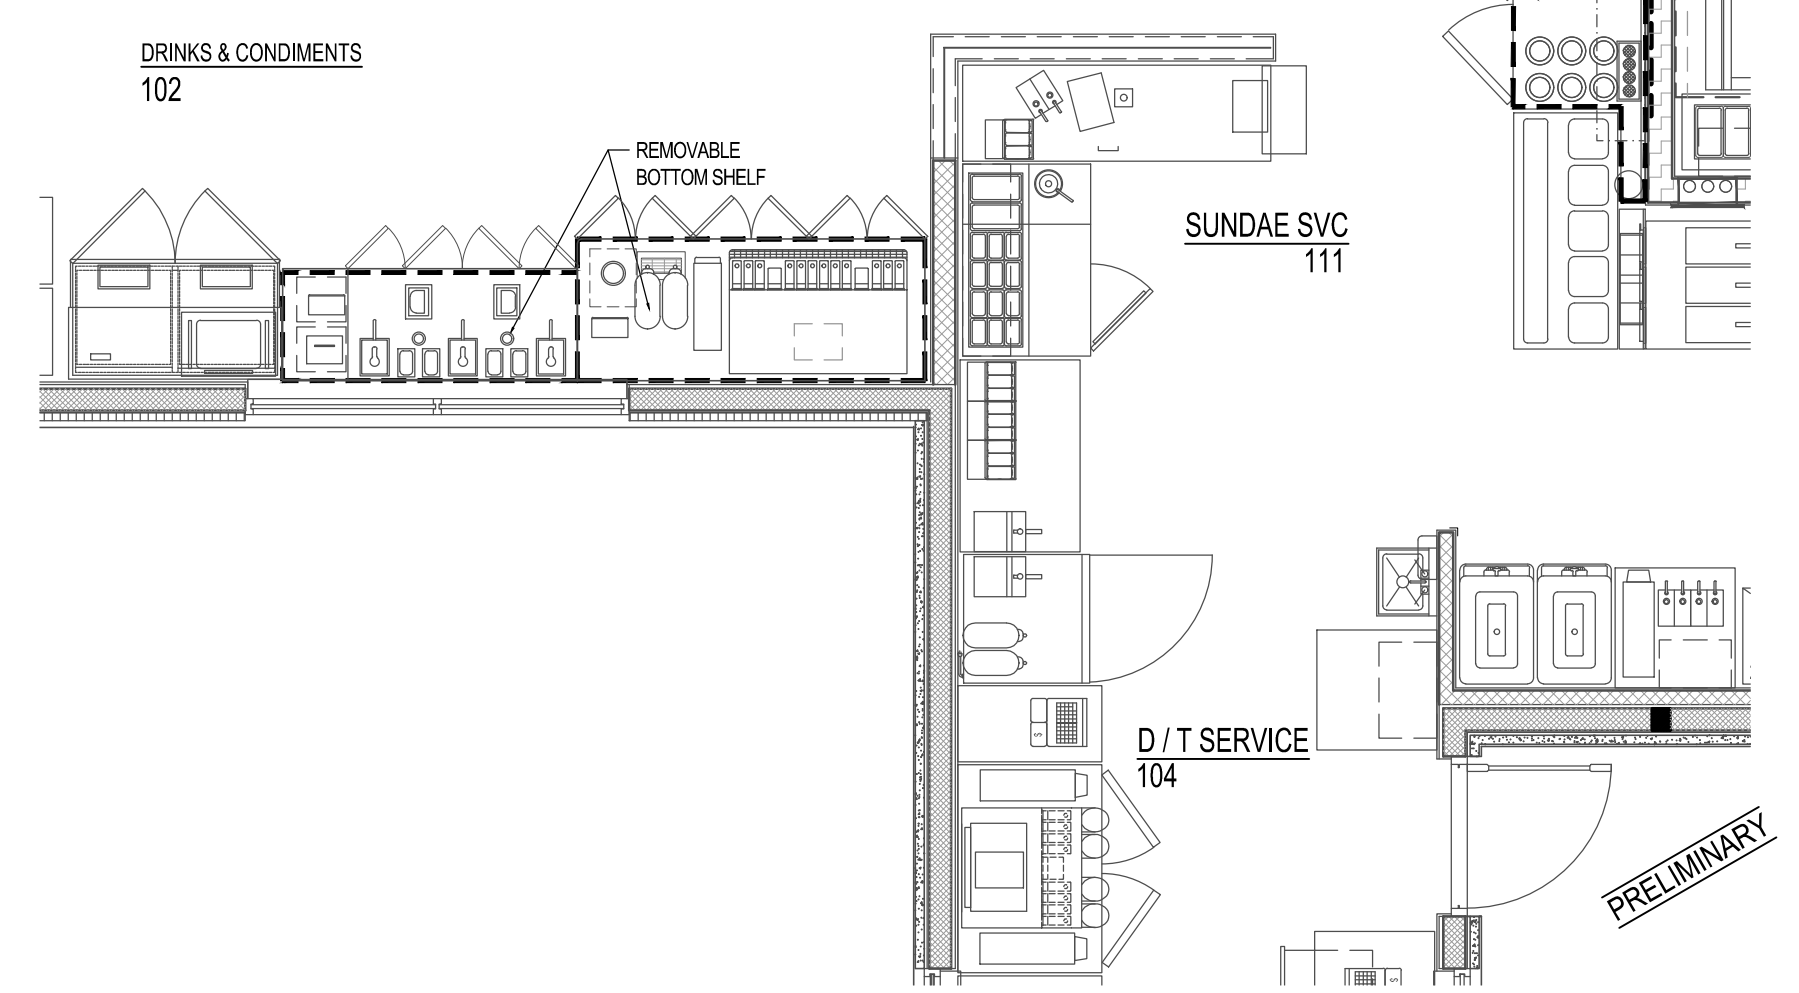 DRINKS & CONDIMENTS
102
REMOVABLE
BOTTOM SHELF
SUNDAE SVC
111
D / T SERVICE
104
PRELIMINARY